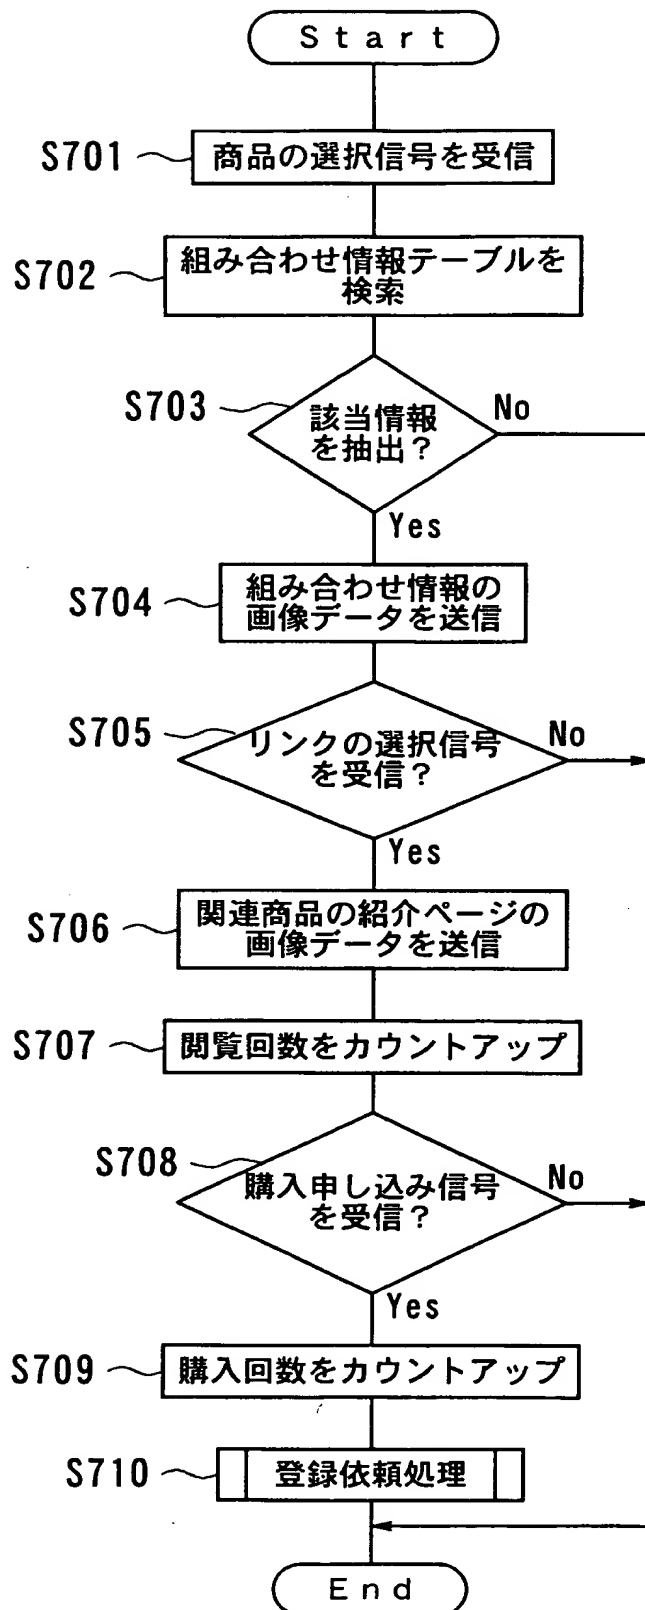 Start
S701
商品の選択信号を受信
S702
組み合わせ情報テーブルを
検索
S703
該当情報
を抽出？
No
Yes
S704
組み合わせ情報の
画像データを送信
S705
リンクの選択信号
を受信？
No
Yes
S706
関連商品の紹介ページの
画像データを送信
S707
閲覧回数をカウントアップ
S708
購入申し込み信号
を受信？
No
Yes
S709
購入回数をカウントアップ
S710
登録依頼処理
End